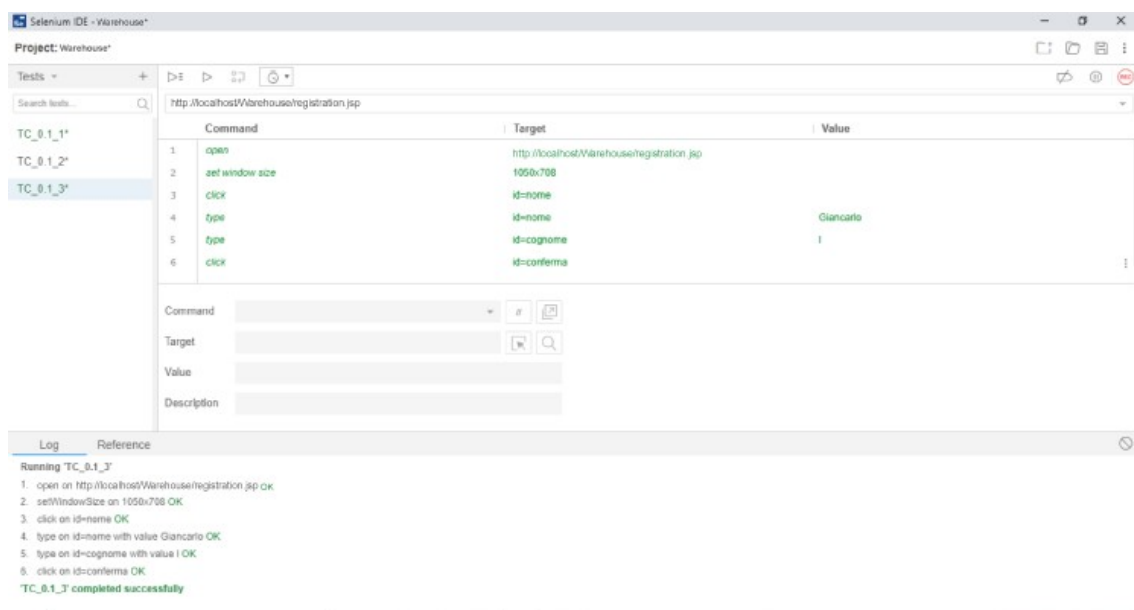 Selenium IDE - Warehouse*
Project: Warehouse*
Tests
Search tests...
http://localhost/Warehouse/registration.jsp
REC
TC_0.1_1*
TC_0.1_2*
TC_0.1_3*
Command Target Value
1 open http://localhost/Warehouse/registration.jsp
2 set window size 1050x708
3 click id=nome
4 type id=nome Giancarlo
5 type id=cognome I
6 click id=conferma
Command //
Target
Value
Description
Log Reference
Running 'TC_0.1_3'
1. open on http://localhost/Warehouse/registration.jsp OK
2. setWindowSize on 1050x708 OK
3. click on id=nome OK
4. type on id=nome with value Giancarlo OK
5. type on id=cognome with value I OK
6. click on id=conferma OK
'TC_0.1_3' completed successfully